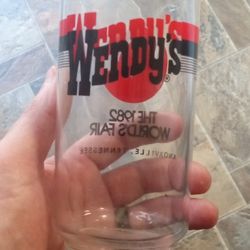 WENDY'S
®
THE 1982
WORLD'S FAIR
KNOXVILLE, TENNESSEE